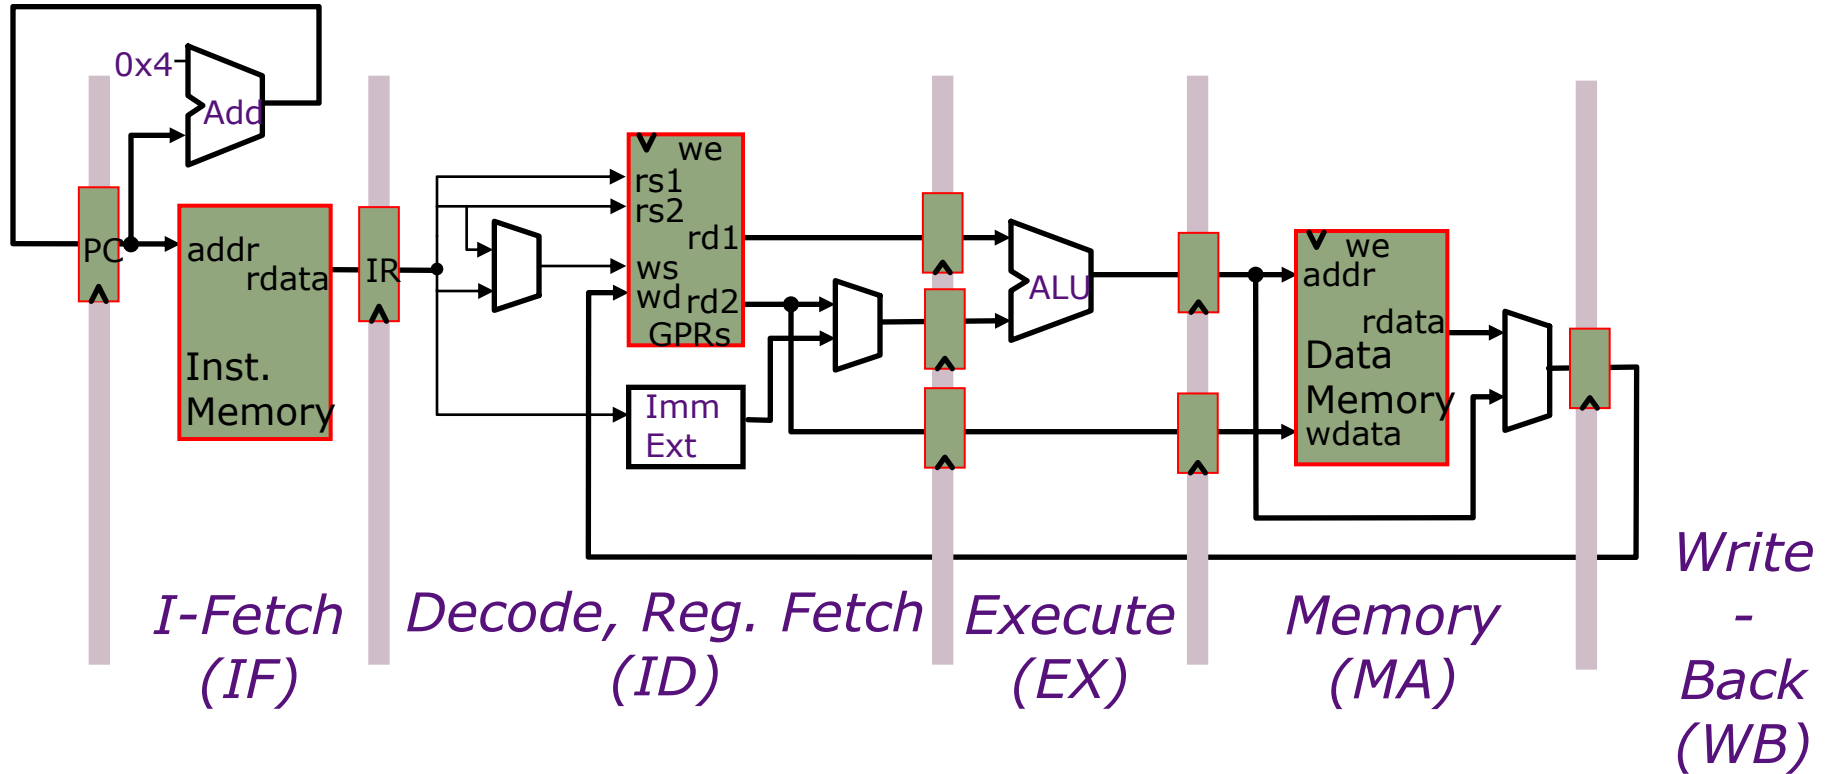 0x4
Add
PC
addr
rdata
Inst.
Memory
IR
we
rs1
rs2
rd1
ws
wd rd2
GPRs
Imm
Ext
ALU
we
addr
rdata
Data
Memory
wdata
I-Fetch
(IF)
Decode, Reg. Fetch
(ID)
Execute
(EX)
Memory
(MA)
Write
-
Back
(WB)